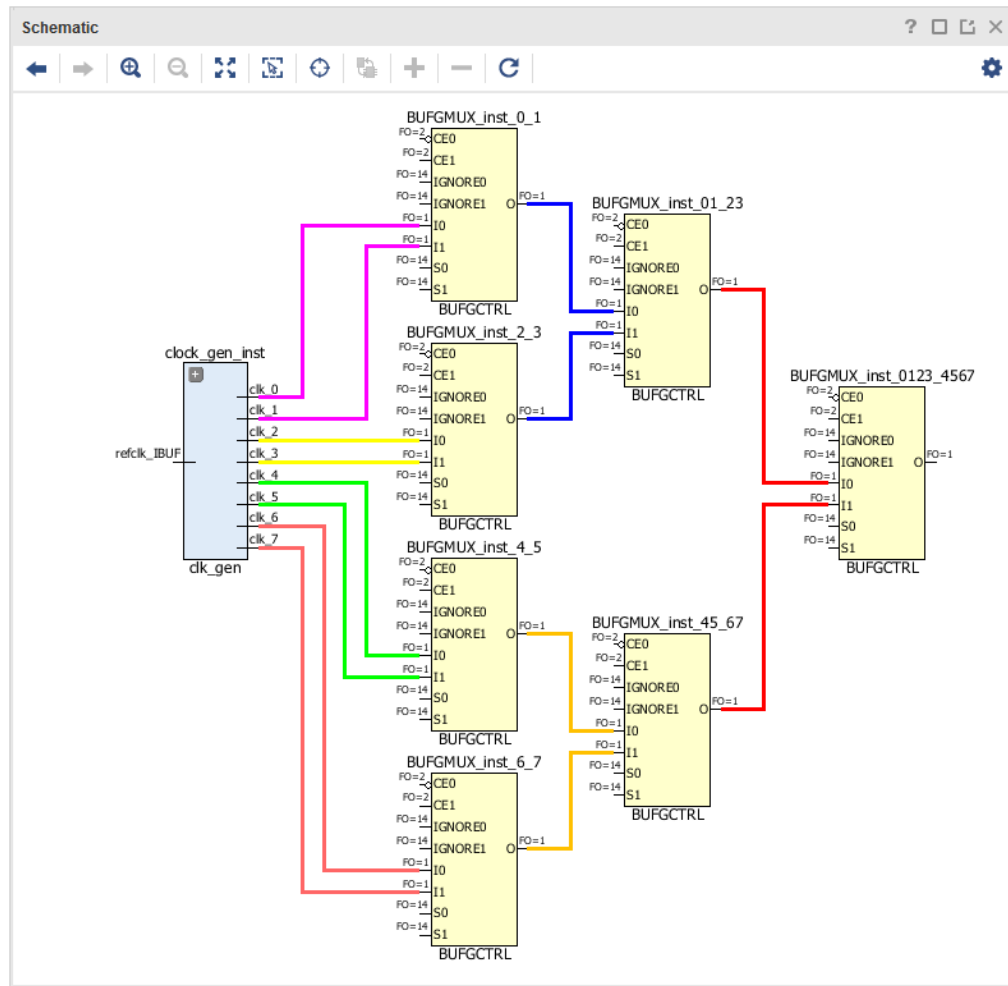 Schematic
BUFGMUX_inst_0_1
FO=2 CE0
FO=2 CE1
FO=14 IGNORE0
FO=14 IGNORE1 O FO=1
FO=1 I0
FO=1 I1
FO=14 S0
FO=14 S1
BUFGCTRL
BUFGMUX_inst_01_23
FO=2 CE0
FO=2 CE1
FO=14 IGNORE0
FO=14 IGNORE1 O FO=1
FO=1 I0
FO=1 I1
FO=14 S0
FO=14 S1
BUFGCTRL
BUFGMUX_inst_2_3
FO=2 CE0
FO=2 CE1
FO=14 IGNORE0
FO=14 IGNORE1 O FO=1
FO=1 I0
FO=1 I1
FO=14 S0
FO=14 S1
BUFGCTRL
clock_gen_inst
clk_0
clk_1
clk_2
refclk_IBUF clk_3
clk_4
clk_5
clk_6
clk_7
clk_gen
BUFGMUX_inst_0123_4567
FO=2 CE0
FO=2 CE1
FO=14 IGNORE0
FO=14 IGNORE1 O FO=1
FO=1 I0
FO=1 I1
FO=14 S0
FO=14 S1
BUFGCTRL
BUFGMUX_inst_4_5
FO=2 CE0
FO=2 CE1
FO=14 IGNORE0
FO=14 IGNORE1 O FO=1
FO=1 I0
FO=1 I1
FO=14 S0
FO=14 S1
BUFGCTRL
BUFGMUX_inst_45_67
FO=2 CE0
FO=2 CE1
FO=14 IGNORE0
FO=14 IGNORE1 O FO=1
FO=1 I0
FO=1 I1
FO=14 S0
FO=14 S1
BUFGCTRL
BUFGMUX_inst_6_7
FO=2 CE0
FO=2 CE1
FO=14 IGNORE0
FO=14 IGNORE1 O FO=1
FO=1 I0
FO=1 I1
FO=14 S0
FO=14 S1
BUFGCTRL